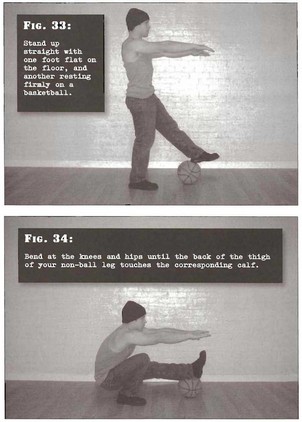 FIG. 33:
Stand up
straight with
one foot flat on
the floor, and
another resting
firmly on a
basketball.
FIG. 34:
Bend at the knees and hips until the back of the thigh
of your non-ball leg touches the corresponding calf.